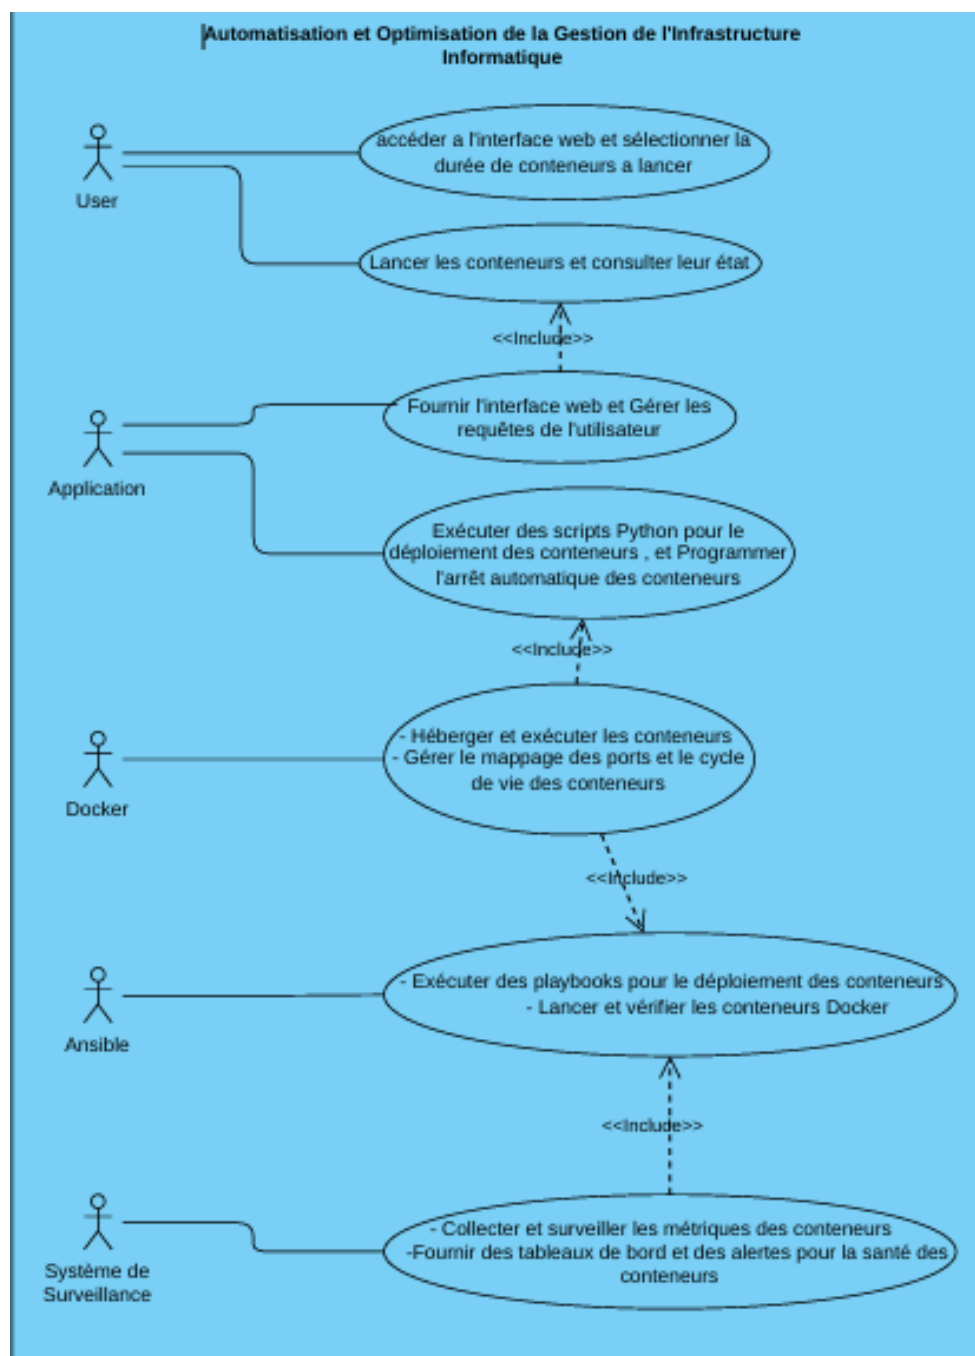 Automatisation et Optimisation de la Gestion de l'Infrastructure
Informatique
accéder a l'interface web et sélectionner la
durée de conteneurs a lancer
User
Lancer les conteneurs et consulter leur état
<<Include>>
Fournir l'interface web et Gérer les
requêtes de l'utilisateur
Application
Exécuter des scripts Python pour le
déploiement des conteneurs , et Programmer
l'arrêt automatique des conteneurs
<<Include>>
- Héberger et exécuter les conteneurs
- Gérer le mappage des ports et le cycle
de vie des conteneurs
Docker
<<Include>>
- Exécuter des playbooks pour le déploiement des conteneurs
- Lancer et vérifier les conteneurs Docker
Ansible
<<Include>>
- Collecter et surveiller les métriques des conteneurs
-Fournir des tableaux de bord et des alertes pour la santé des
conteneurs
Système de
Surveillance